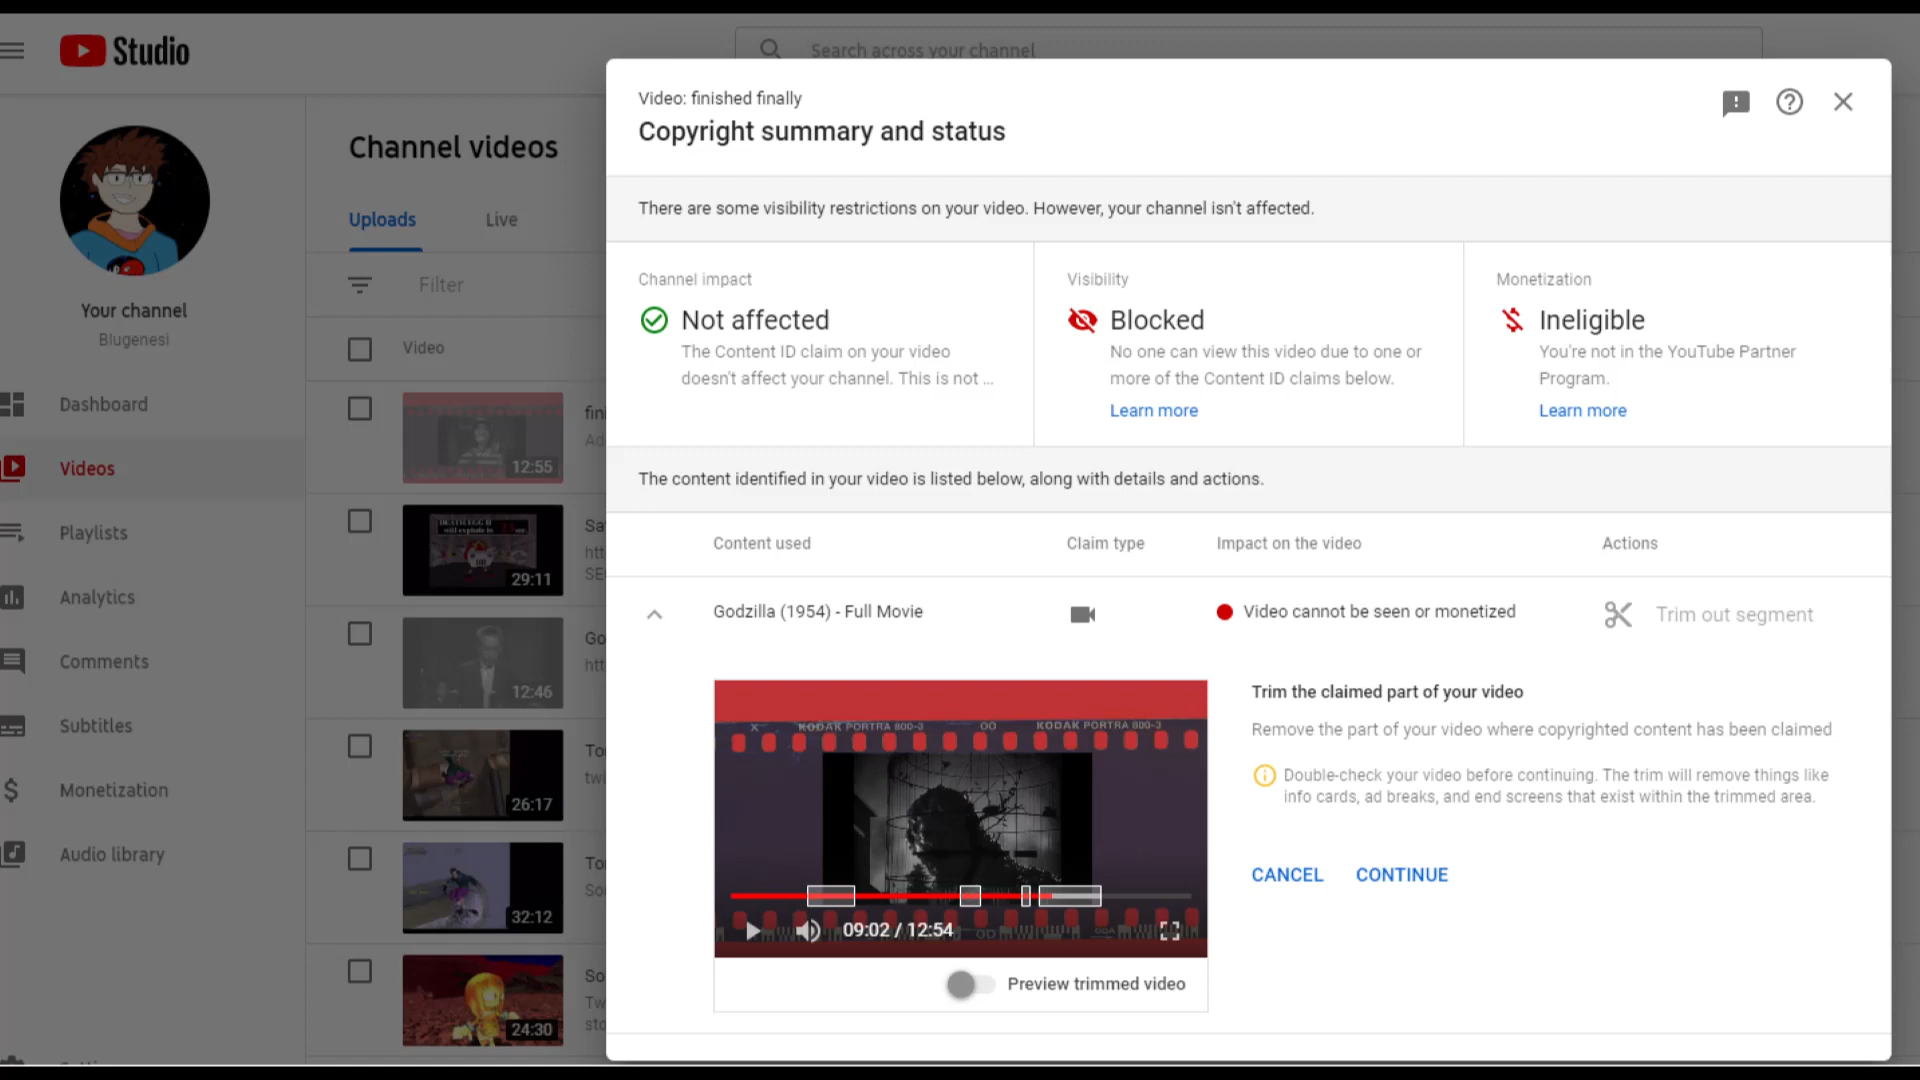 Studio
Search across your channel
Your channel
Blugenesi
Dashboard
Videos
Playlists
Analytics
Comments
Subtitles
Monetization
Audio library
Channel videos
Uploads
Live
Filter
Video
12:55
29:11
12:46
26:17
32:12
24:30
Video: finished finally
Copyright summary and status
There are some visibility restrictions on your video. However, your channel isn't affected.
Channel impact
Not affected
The Content ID claim on your video
doesn't affect your channel. This is not ...
Visibility
Blocked
No one can view this video due to one or
more of the Content ID claims below.
Learn more
Monetization
Ineligible
You're not in the YouTube Partner
Program.
Learn more
The content identified in your video is listed below, along with details and actions.
Content used
Claim type
Impact on the video
Actions
Godzilla (1954) - Full Movie
Video cannot be seen or monetized
Trim out segment
KODAK PORTRA 800-3
KODAK PORTRA 800-3
09:02 / 12:54
Preview trimmed video
Trim the claimed part of your video
Remove the part of your video where copyrighted content has been claimed
Double-check your video before continuing. The trim will remove things like
info cards, ad breaks, and end screens that exist within the trimmed area.
CANCEL
CONTINUE